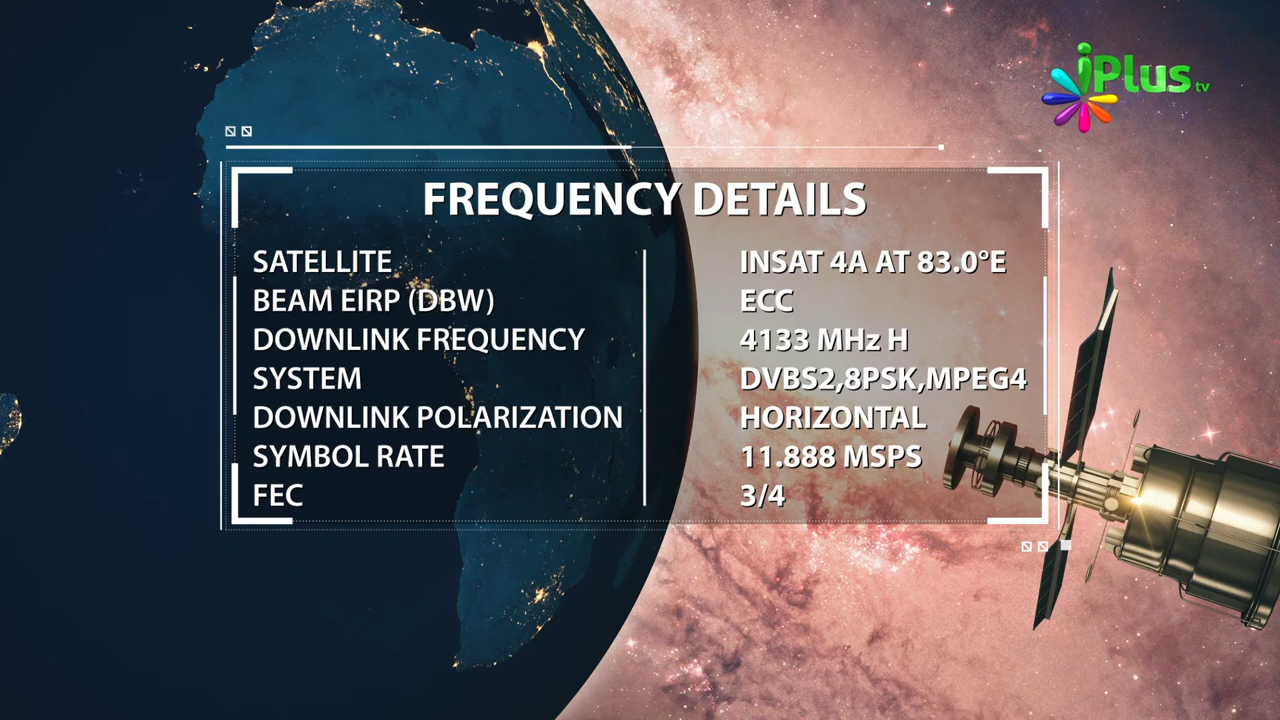 iPlus tv
FREQUENCY DETAILS
SATELLITE INSAT 4A AT 83.0°E
BEAM EIRP (DBW) ECC
DOWNLINK FREQUENCY 4133 MHz H
SYSTEM DVBS2,8PSK,MPEG4
DOWNLINK POLARIZATION HORIZONTAL
SYMBOL RATE 11.888 MSPS
FEC 3/4